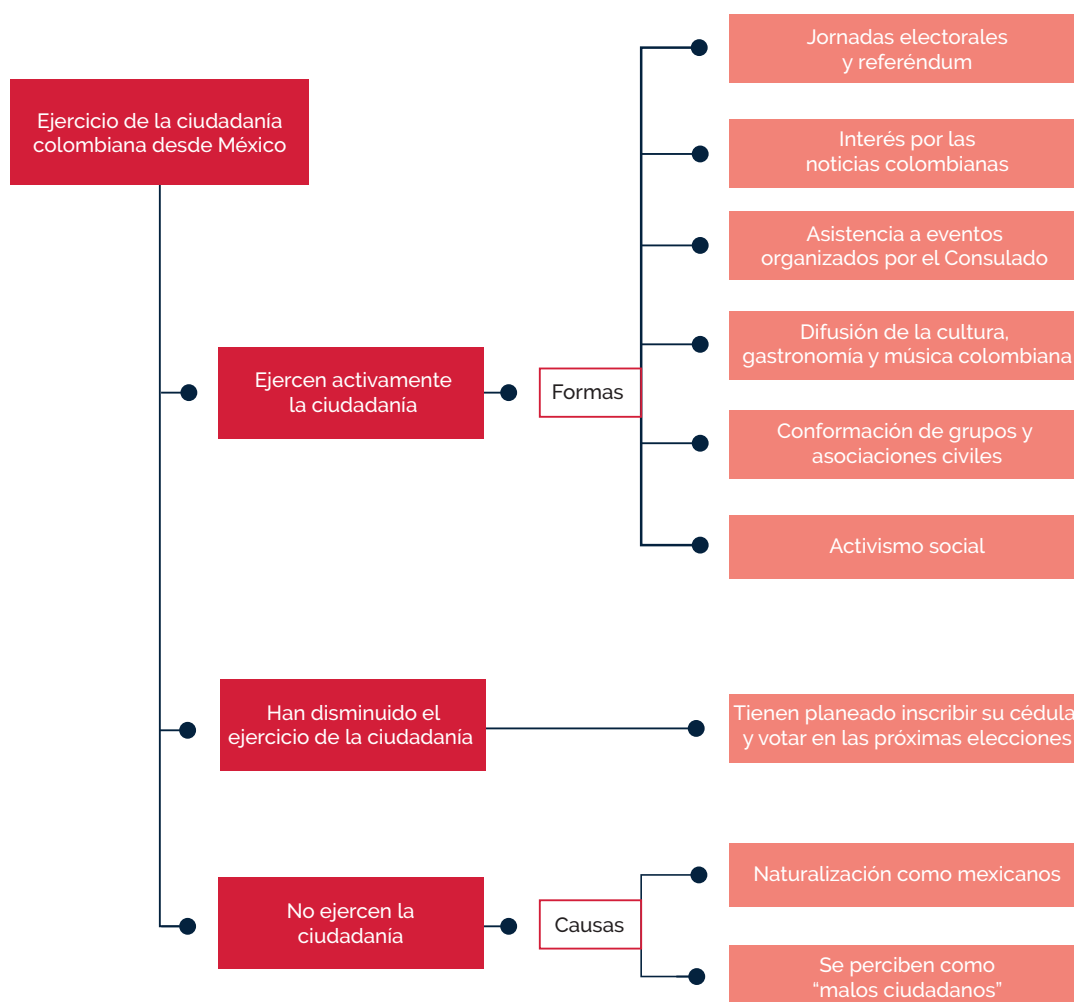 Ejercicio de la ciudadanía
colombiana desde México
Ejercen activamente
la ciudadanía
Formas
Jornadas electorales
y referéndum
Interés por las
noticias colombianas
Asistencia a eventos
organizados por el Consulado
Difusión de la cultura,
gastronomía y música colombiana
Conformación de grupos y
asociaciones civiles
Activismo social
Han disminuido el
ejercicio de la ciudadanía
Tienen planeado inscribir su cédula
y votar en las próximas elecciones
No ejercen la
ciudadanía
Causas
Naturalización como mexicanos
Se perciben como
“malos ciudadanos”